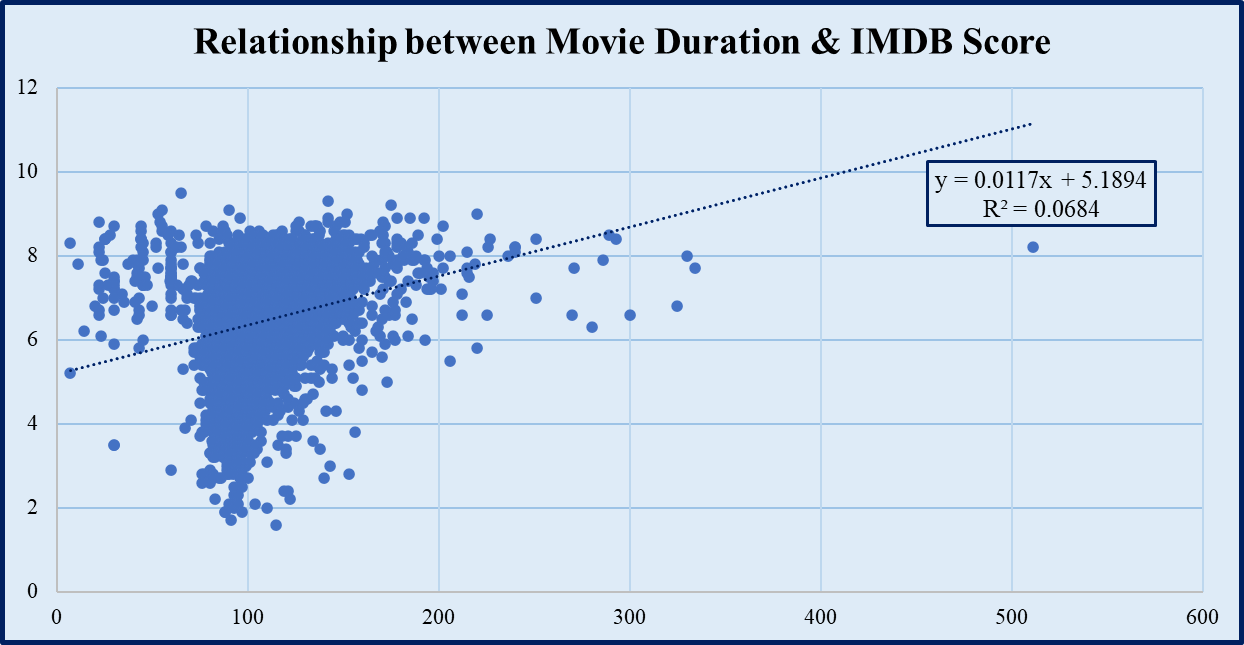 Relationship between Movie Duration & IMDB Score
12
10
8
6
4
2
0
y = 0.0117x + 5.1894
R² = 0.0684
0 100 200 300 400 500 600